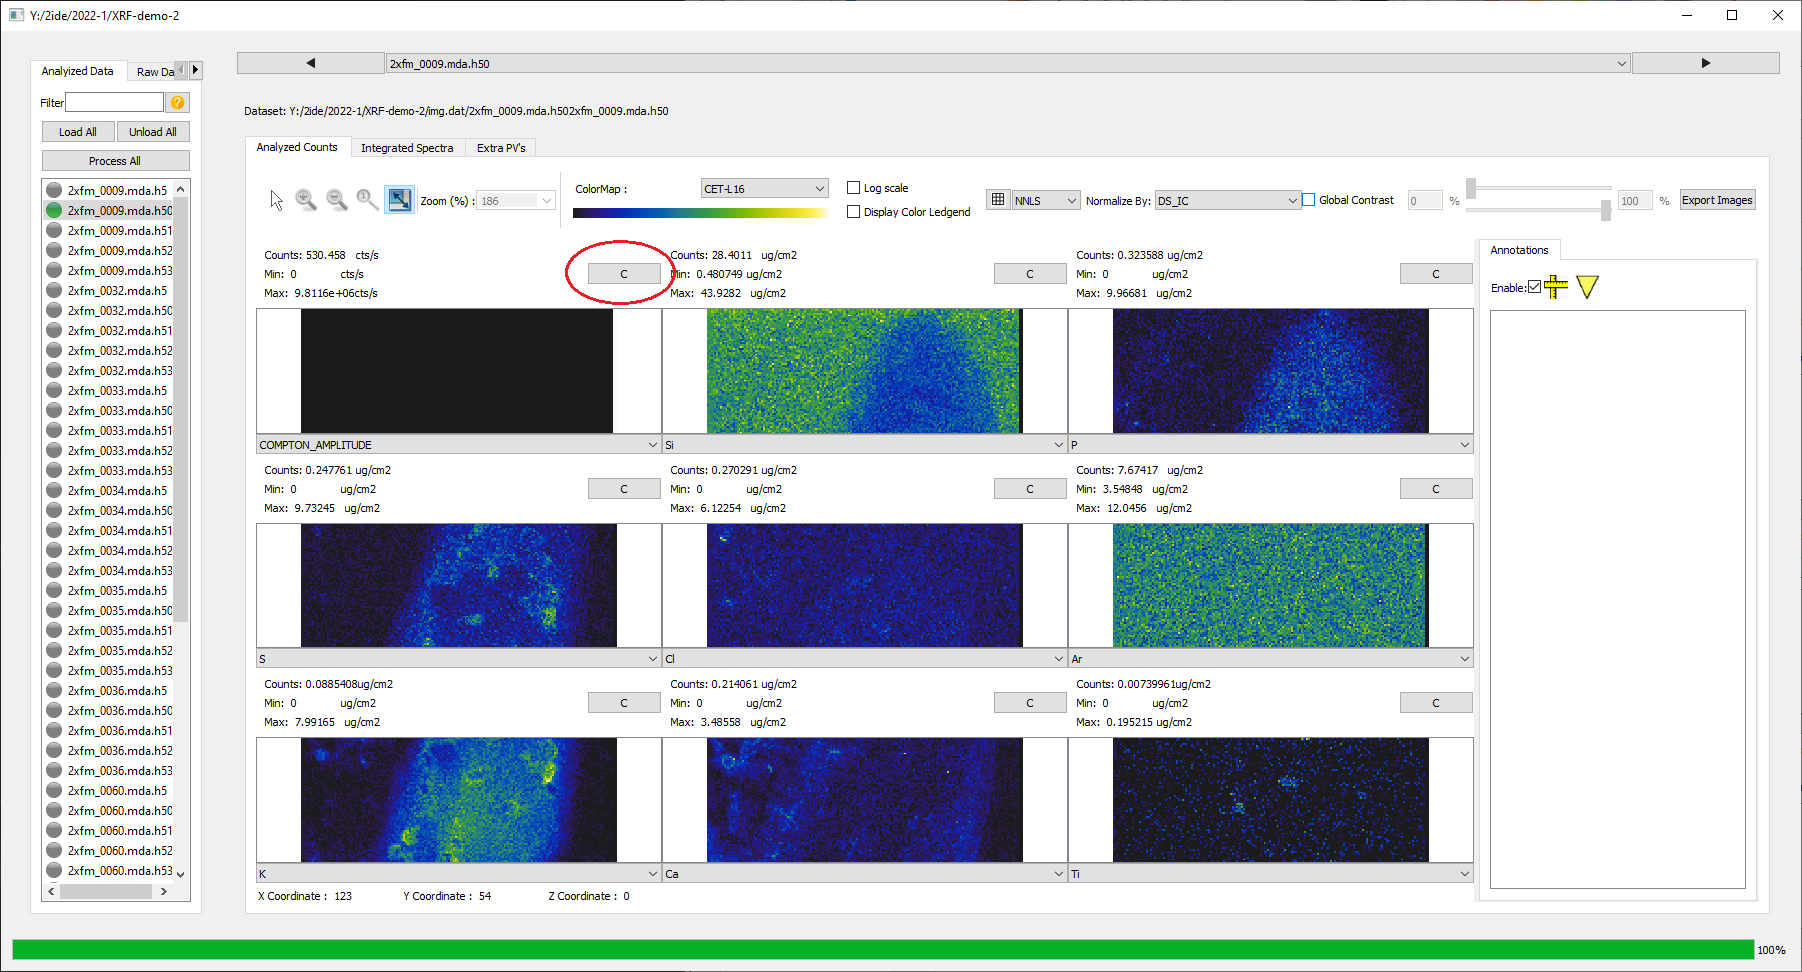 Y:/2ide/2022-1/XRF-demo-2
Analyized Data
Raw Da
Filter
?
Load All
Unload All
Process All
2xfm_0009.mda.h5
2xfm_0009.mda.h50
2xfm_0009.mda.h51
2xfm_0009.mda.h52
2xfm_0009.mda.h53
2xfm_0032.mda.h5
2xfm_0032.mda.h50
2xfm_0032.mda.h51
2xfm_0032.mda.h52
2xfm_0032.mda.h53
2xfm_0033.mda.h5
2xfm_0033.mda.h50
2xfm_0033.mda.h51
2xfm_0033.mda.h52
2xfm_0033.mda.h53
2xfm_0034.mda.h5
2xfm_0034.mda.h50
2xfm_0034.mda.h51
2xfm_0034.mda.h52
2xfm_0034.mda.h53
2xfm_0035.mda.h5
2xfm_0035.mda.h50
2xfm_0035.mda.h51
2xfm_0035.mda.h52
2xfm_0035.mda.h53
2xfm_0036.mda.h5
2xfm_0036.mda.h50
2xfm_0036.mda.h51
2xfm_0036.mda.h52
2xfm_0036.mda.h53
2xfm_0060.mda.h5
2xfm_0060.mda.h50
2xfm_0060.mda.h51
2xfm_0060.mda.h52
2xfm_0060.mda.h53
2xfm_0009.mda.h50
Dataset: Y:/2ide/2022-1/XRF-demo-2/img.dat/2xfm_0009.mda.h502xfm_0009.mda.h50
Analyzed Counts
Integrated Spectra
Extra PV's
Zoom (%) : 186
ColorMap :
CET-L16
Log scale
Display Color Ledgend
NNLS
Normalize By: DS_IC
Global Contrast
0 %
100 %
Export Images
Counts: 530.458 cts/s
Min: 0 cts/s
Max: 9.8116e+06cts/s
C
COMPTON_AMPLITUDE
Counts: 28.4011 ug/cm2
Min: 0.480749 ug/cm2
Max: 43.9282 ug/cm2
C
Si
Counts: 0.323588 ug/cm2
Min: 0 ug/cm2
Max: 9.96681 ug/cm2
C
P
Counts: 0.247761 ug/cm2
Min: 0 ug/cm2
Max: 9.73245 ug/cm2
C
S
Counts: 0.270291 ug/cm2
Min: 0 ug/cm2
Max: 6.12254 ug/cm2
C
Cl
Counts: 7.67417 ug/cm2
Min: 3.54848 ug/cm2
Max: 12.0456 ug/cm2
C
Ar
Counts: 0.0885408ug/cm2
Min: 0 ug/cm2
Max: 7.99165 ug/cm2
C
K
Counts: 0.214061 ug/cm2
Min: 0 ug/cm2
Max: 3.48558 ug/cm2
C
Ca
Counts: 0.00739961ug/cm2
Min: 0 ug/cm2
Max: 0.195215 ug/cm2
C
Ti
X Coordinate : 123
Y Coordinate : 54
Z Coordinate : 0
Annotations
Enable:
100%